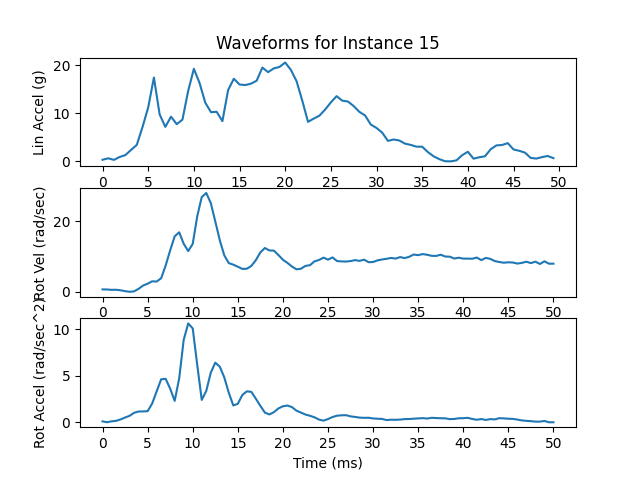 Waveforms for Instance 15
Lin Accel (g)
20
10
0
0 5 10 15 20 25 30 35 40 45 50
Rot Vel (rad/sec)
20
0
0 5 10 15 20 25 30 35 40 45 50
Rot Accel (rad/sec^2)
10
5
0
0 5 10 15 20 25 30 35 40 45 50
Time (ms)